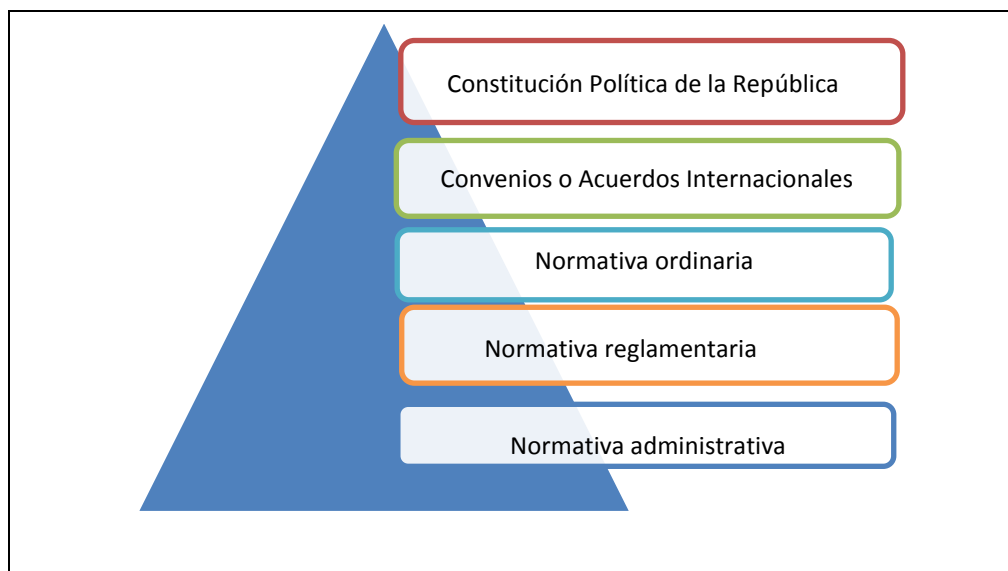 Constitución Política de la República
Convenios o Acuerdos Internacionales
Normativa ordinaria
Normativa reglamentaria
Normativa administrativa